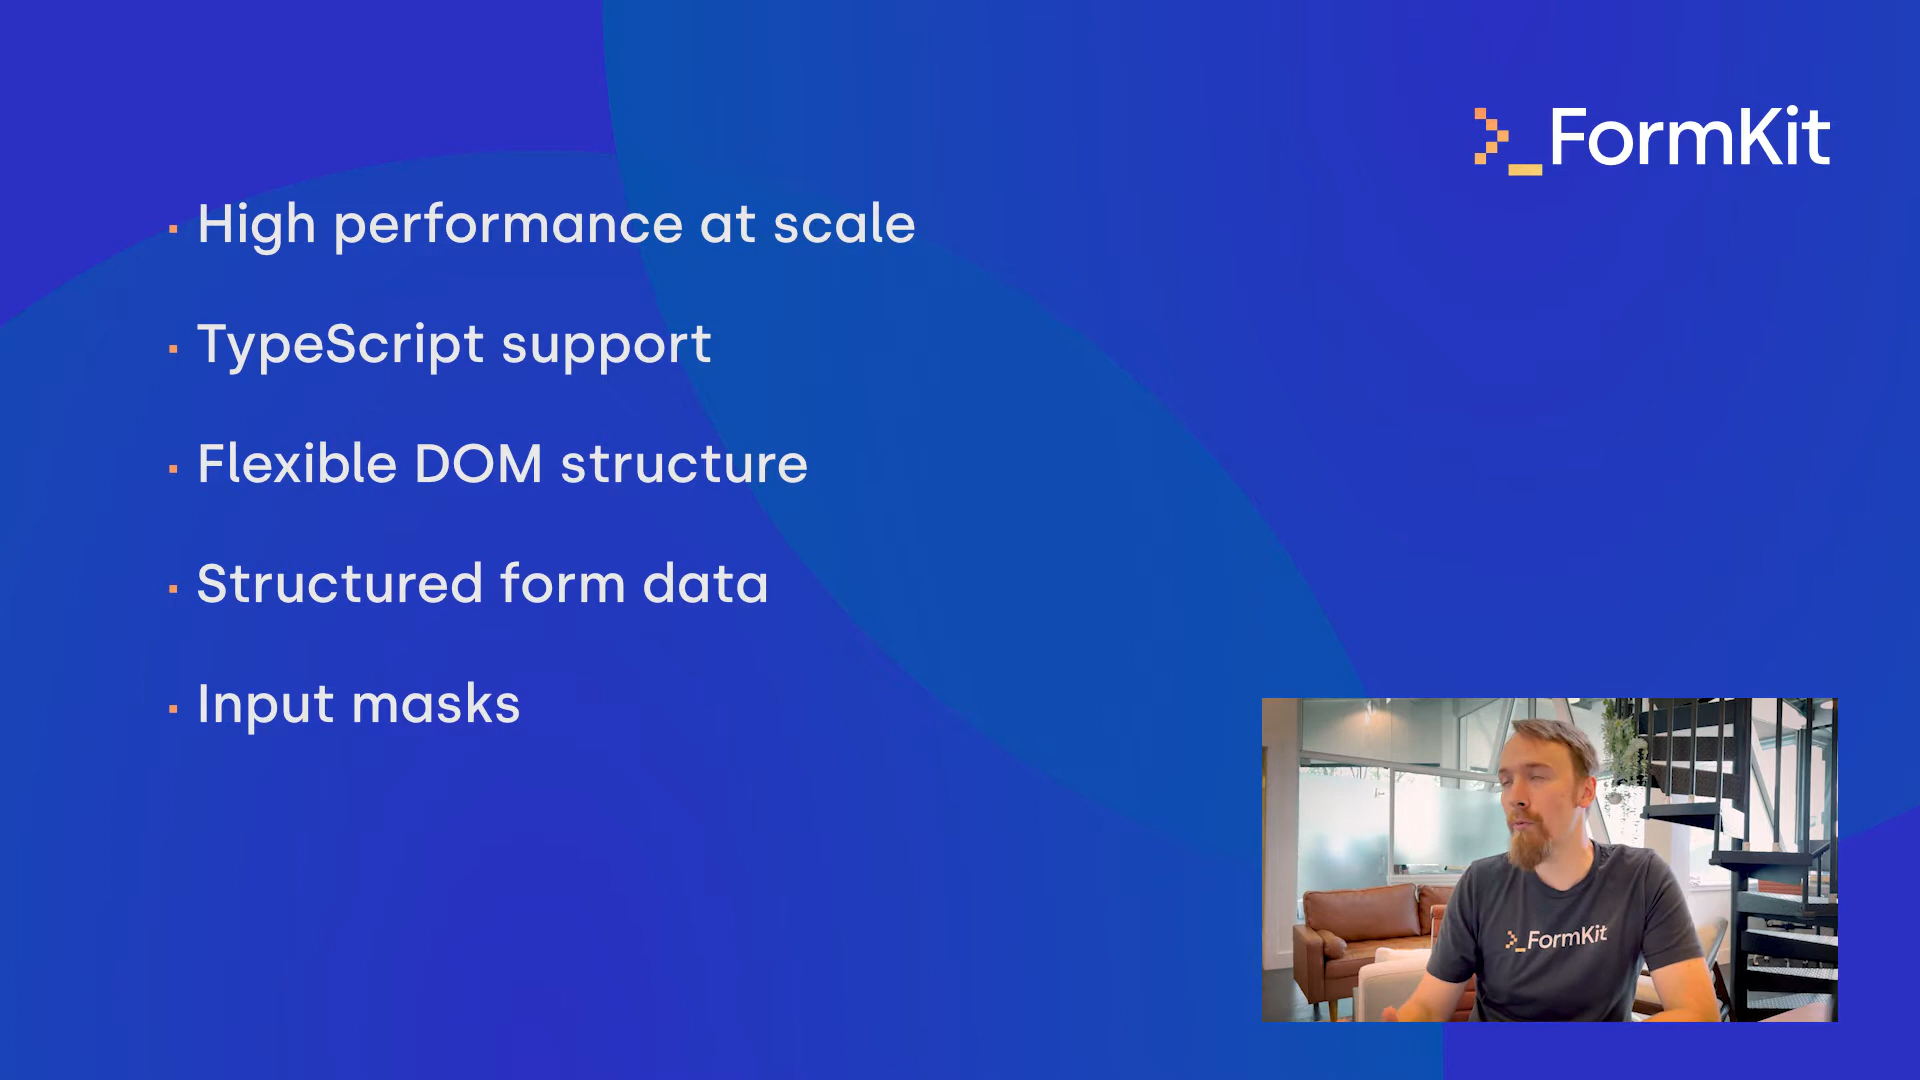 >_FormKit
High performance at scale
TypeScript support
Flexible DOM structure
Structured form data
Input masks
>_FormKit